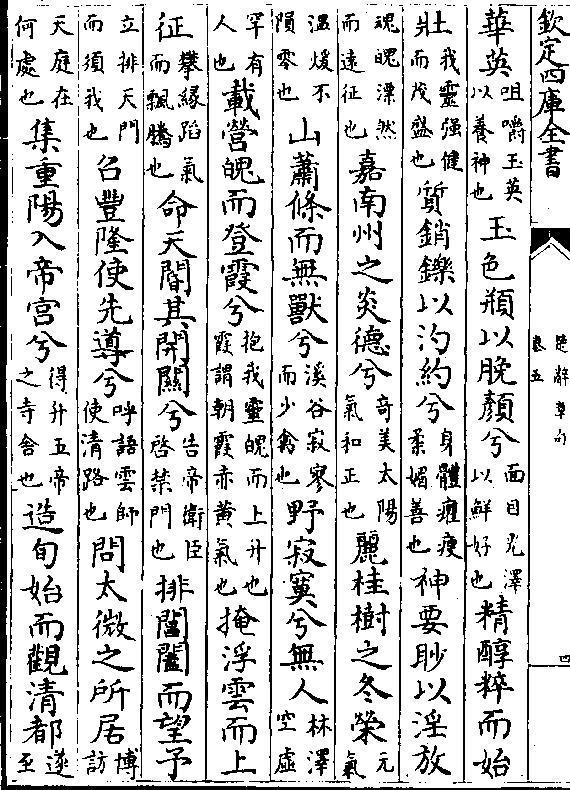 欽定四庫全書
楚辭章句
卷五
四
華英咀嚼玉英以養神也玉色頩以脕顏兮面目光澤以鮮好也精醇粹而始
壯我靈强健而茂盛也質銷鑠以汋約兮身體癯瘦柔媚善也神要眇以淫放
魂魄漂然而遠征也嘉南州之炎德兮奇美太陽氣和正也麗桂樹之冬榮元氣
溫煖不隕零也山蕭條而無獸兮溪谷寂寥而少禽也野寂寞兮無人林澤空虛
罕有人也載營魄而登霞兮抱我靈魄而上升也霞謂朝霞赤黃氣也掩浮雲而上
征攀緣蹈氣而飄騰也命天閽其開關兮告帝衛臣啓禁門也排閶闔而望予
立排天門而須我也召豐隆使先導兮呼語雲師使清路也問太微之所居博訪
天庭在何處也集重陽入帝宮兮得升五帝之寺舍也造旬始而觀清都遂至